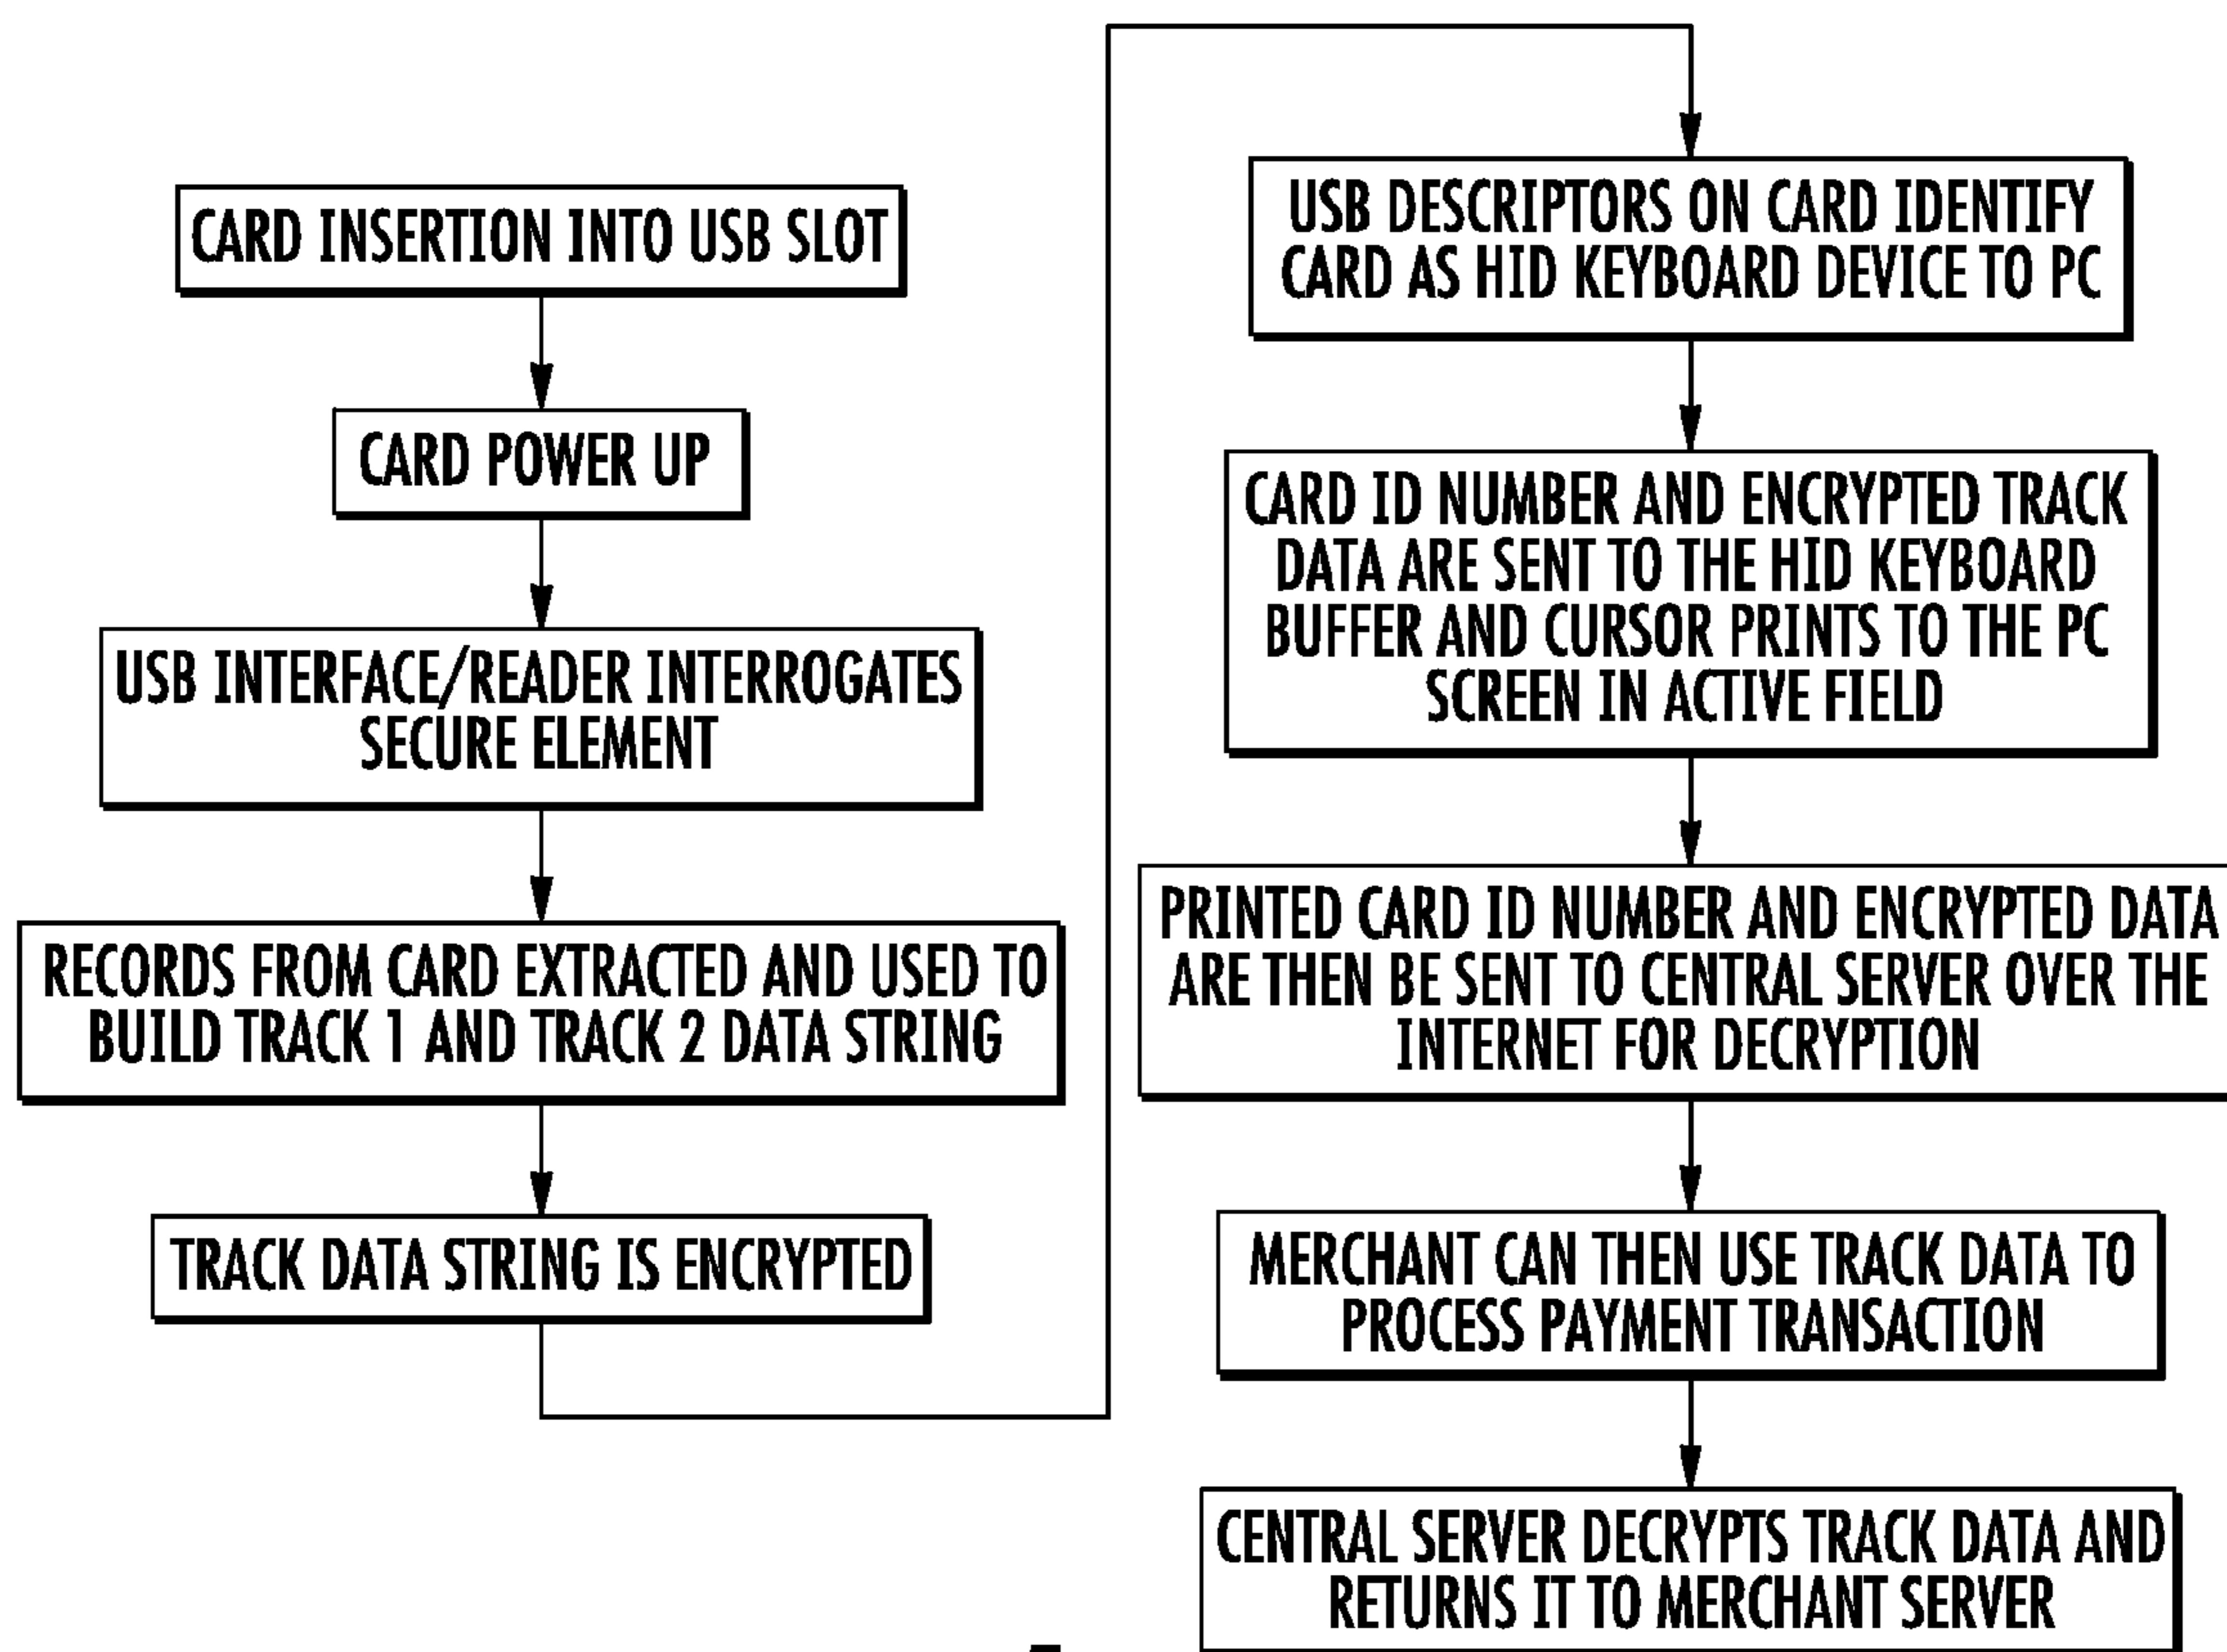 CARD INSERTION INTO USB SLOT
CARD POWER UP
USB INTERFACE/READER INTERROGATES
SECURE ELEMENT
RECORDS FROM CARD EXTRACTED AND USED TO
BUILD TRACK 1 AND TRACK 2 DATA STRING
TRACK DATA STRING IS ENCRYPTED
USB DESCRIPTORS ON CARD IDENTIFY
CARD AS HID KEYBOARD DEVICE TO PC
CARD ID NUMBER AND ENCRYPTED TRACK
DATA ARE SENT TO THE HID KEYBOARD
BUFFER AND CURSOR PRINTS TO THE PC
SCREEN IN ACTIVE FIELD
PRINTED CARD ID NUMBER AND ENCRYPTED DATA
ARE THEN BE SENT TO CENTRAL SERVER OVER THE
INTERNET FOR DECRYPTION
MERCHANT CAN THEN USE TRACK DATA TO
PROCESS PAYMENT TRANSACTION
CENTRAL SERVER DECRYPTS TRACK DATA AND
RETURNS IT TO MERCHANT SERVER